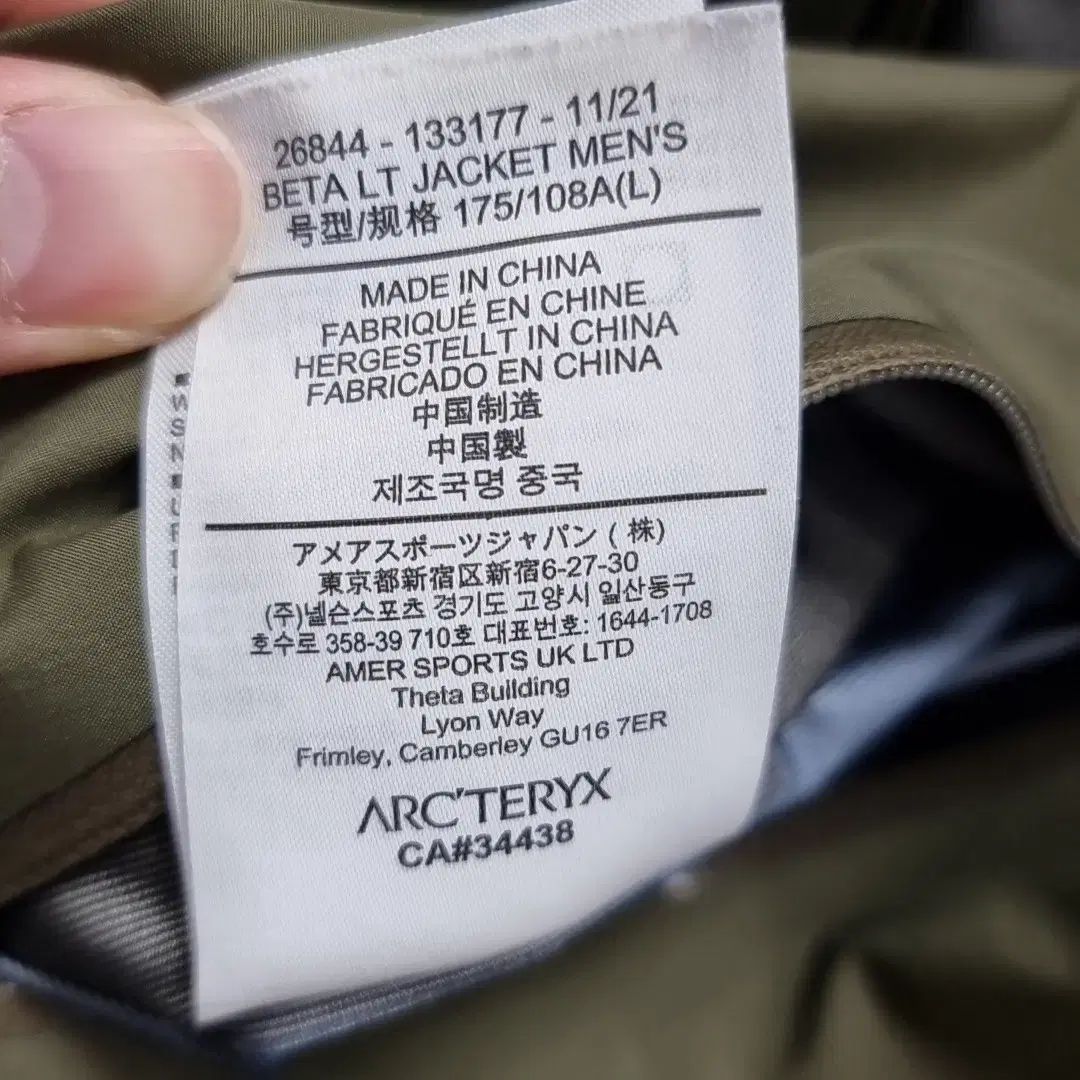 26844 - 133177 - 11/21
BETA LT JACKET MEN'S
号型/规格 175/108A(L)
MADE IN CHINA
FABRIQUÉ EN CHINE
HERGESTELLT IN CHINA
FABRICADO EN CHINA
中国制造
中国製
제조국명 중국
アメアスポーツジャパン ( 株)
東京都新宿区新宿6-27-30
(주)넬슨스포츠 경기도 고양시 일산동구
호수로 358-39 710호 대표번호: 1644-1708
AMER SPORTS UK LTD
Theta Building
Lyon Way
Frimley, Camberley GU16 7ER
ARC'TERYX
CA#34438